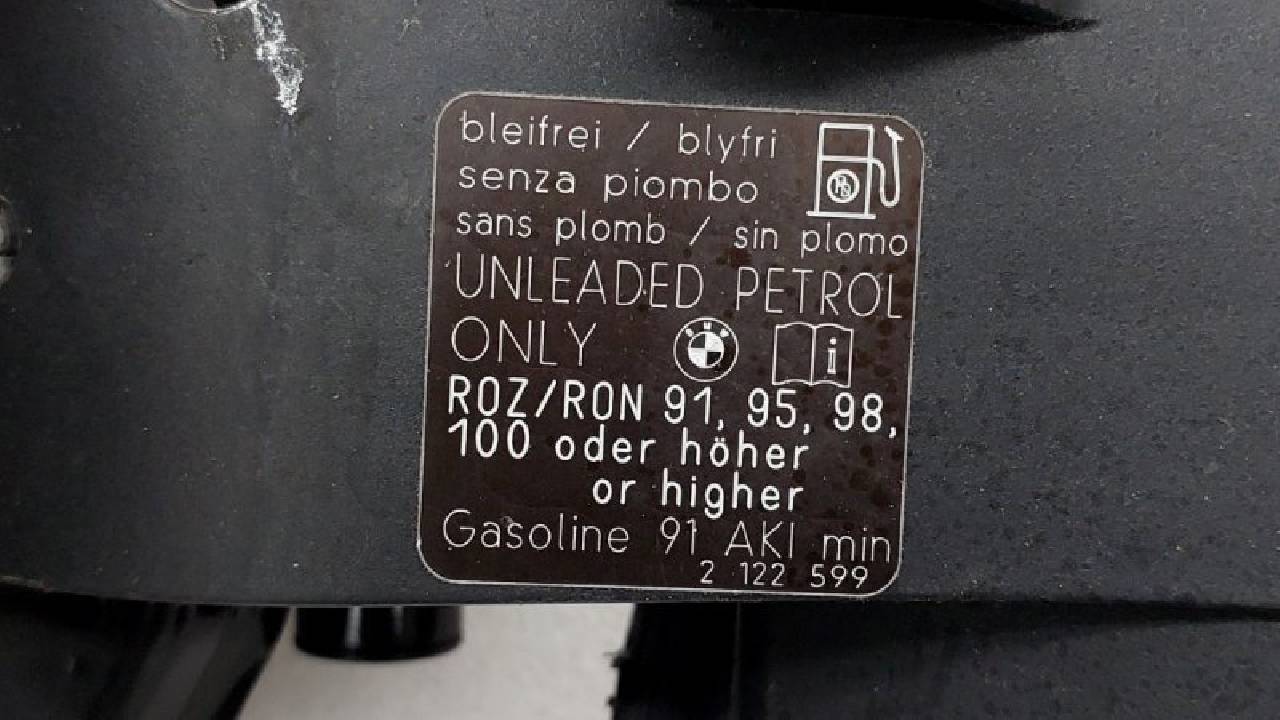 bleifrei / blyfri
senza piombo
sans plomb / sin plomo
UNLEADED PETROL
ONLY BMW i
ROZ/RON 91, 95, 98,
100 oder höher
or higher
Gasoline 91 AKI min
2 122 599